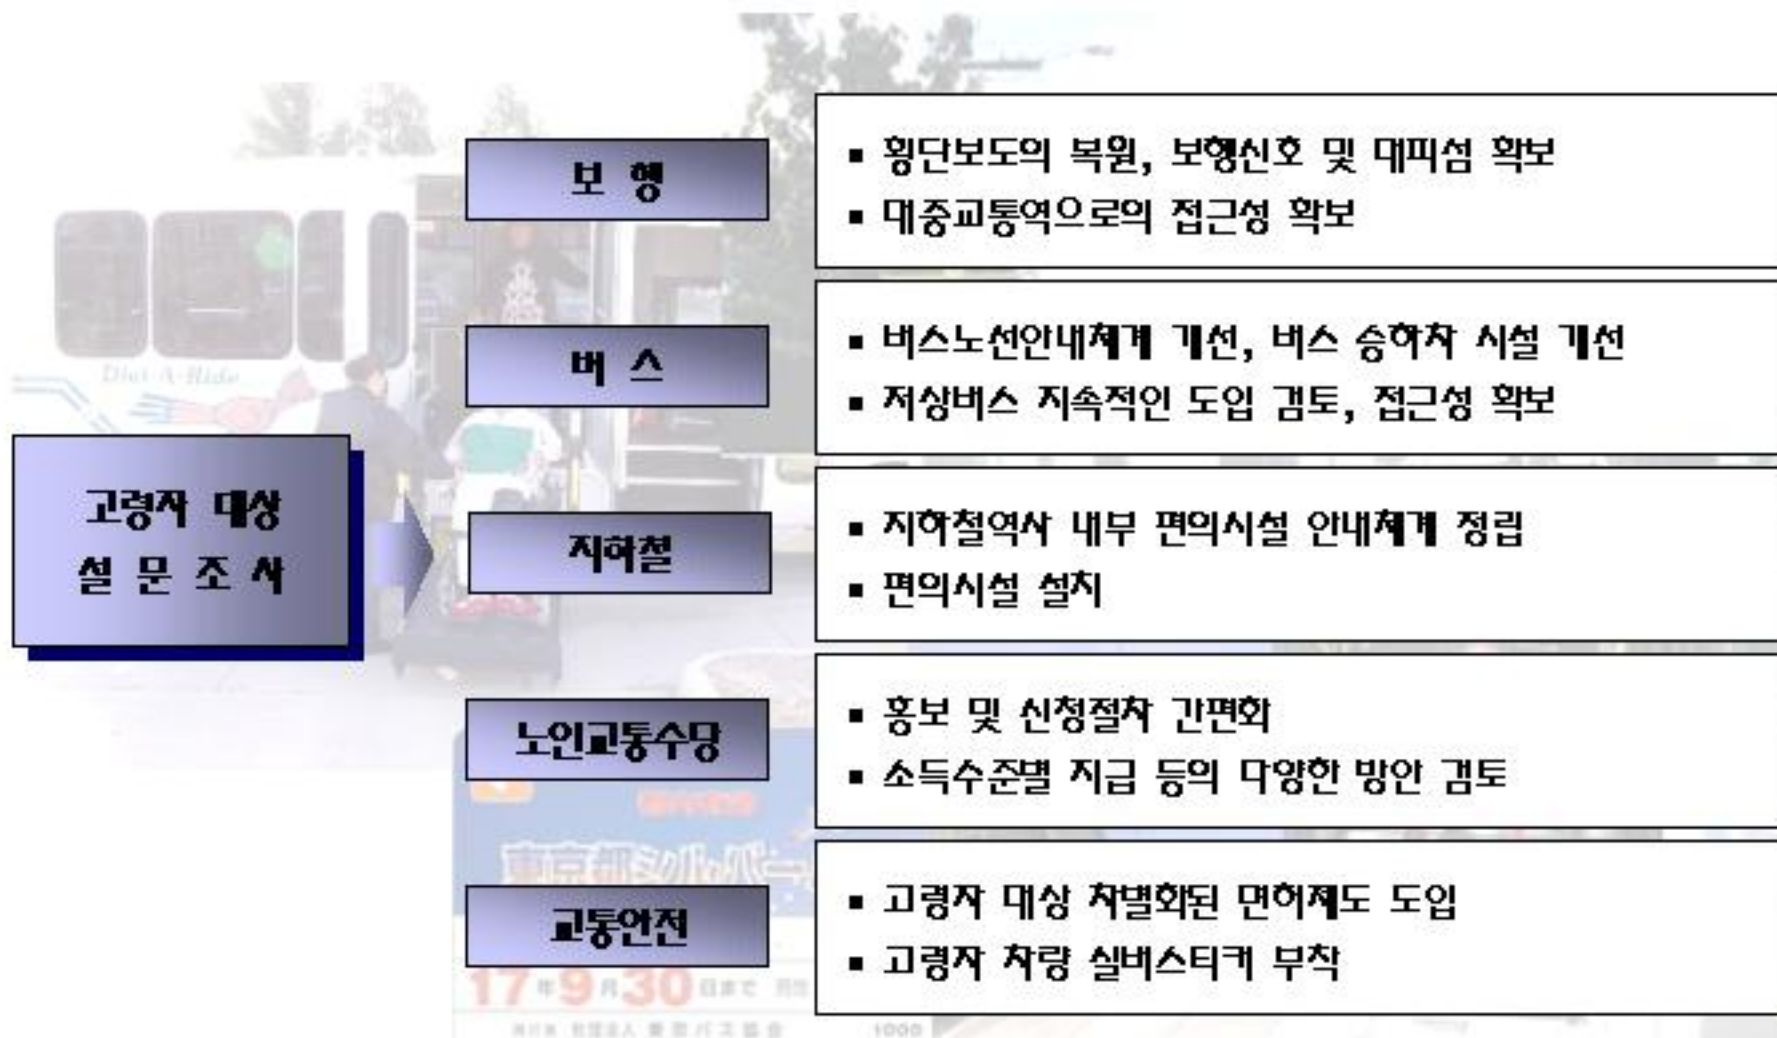 고령자 대상
설 문 조 사
보 행
▪ 횡단보도의 복원, 보행신호 및 대피섬 확보
▪ 대중교통역으로의 접근성 확보
버 스
▪ 버스노선안내체계 개선, 버스 승하차 시설 개선
▪ 저상버스 지속적인 도입 검토, 접근성 확보
지하철
▪ 지하철역사 내부 편의시설 안내체계 정립
▪ 편의시설 설치
노인교통수당
▪ 홍보 및 신청절차 간편화
▪ 소득수준별 지급 등의 다양한 방안 검토
교통안전
▪ 고령자 대상 차별화된 면허제도 도입
▪ 고령자 차량 실버스티커 부착
Dial-A-Ride
東京都シルバー
17年9月30日まで
1000